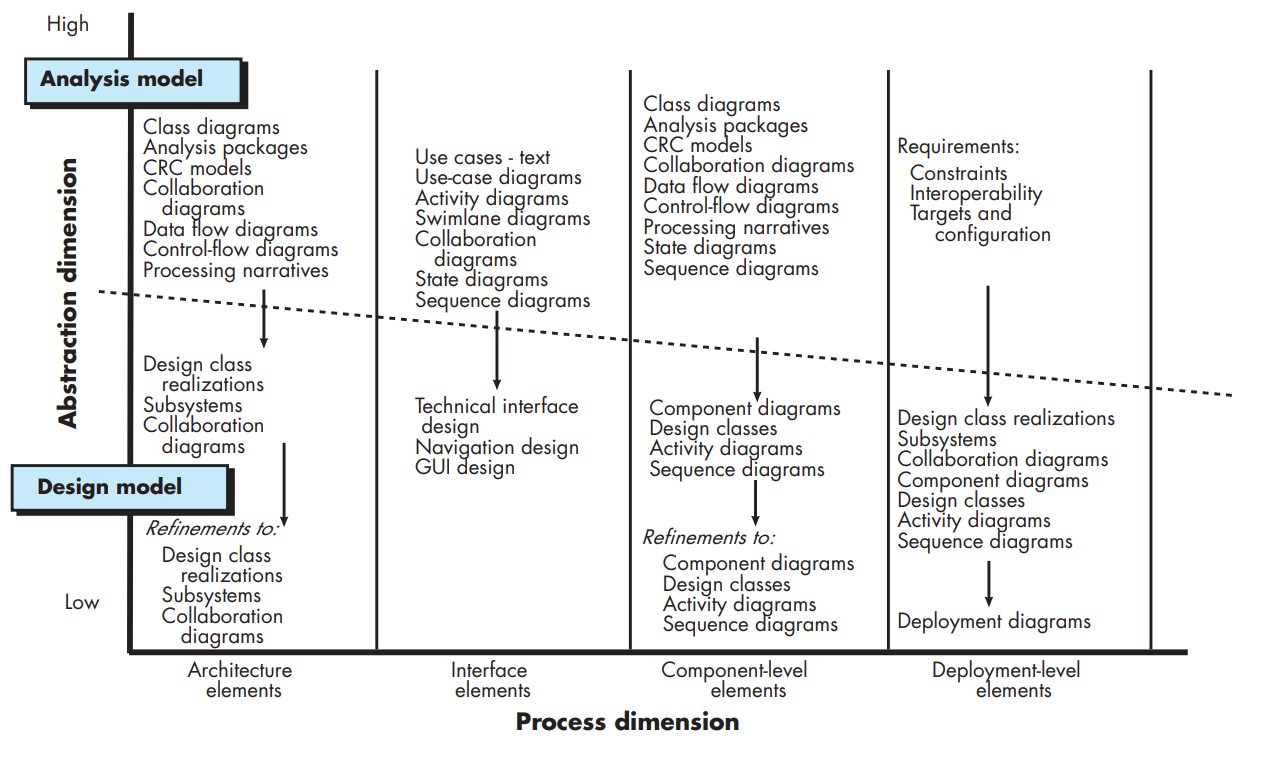 High
Analysis model
Class diagrams
Analysis packages
CRC models
Collaboration
diagrams
Data flow diagrams
Control-flow diagrams
Processing narratives
Use cases - text
Use-case diagrams
Activity diagrams
Swimlane diagrams
Collaboration
diagrams
State diagrams
Sequence diagrams
Class diagrams
Analysis packages
CRC models
Collaboration diagrams
Data flow diagrams
Control-flow diagrams
Processing narratives
State diagrams
Sequence diagrams
Requirements:
Constraints
Interoperability
Targets and
configuration
Abstraction dimension
Design class
realizations
Subsystems
Collaboration
diagrams
Technical interface
design
Navigation design
GUI design
Component diagrams
Design classes
Activity diagrams
Sequence diagrams
Design class realizations
Subsystems
Collaboration diagrams
Component diagrams
Design classes
Activity diagrams
Sequence diagrams
Design model
Refinements to:
Design class
realizations
Subsystems
Collaboration
diagrams
Refinements to:
Component diagrams
Design classes
Activity diagrams
Sequence diagrams
Deployment diagrams
Low
Architecture
elements
Interface
elements
Component-level
elements
Deployment-level
elements
Process dimension